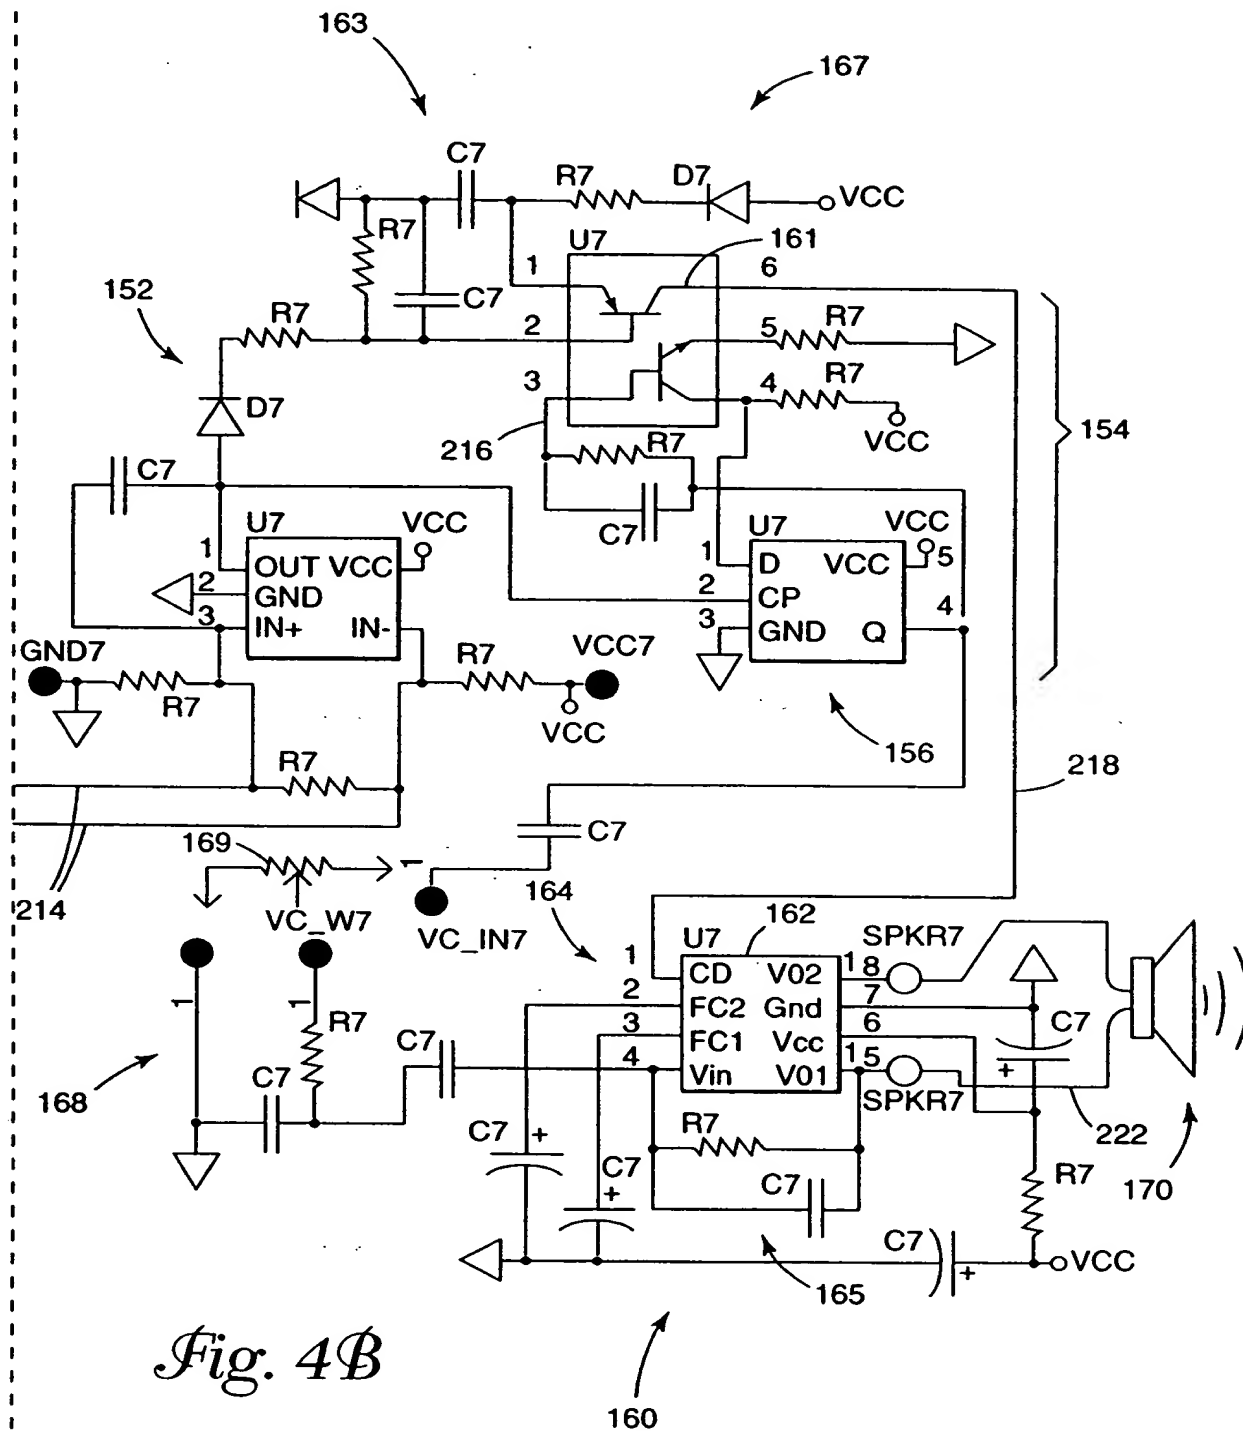 163
167
C7
R7
D7
VCC
R7
C7
U7
161
1
6
152
R7
2
5
R7
3
4
R7
VCC
154
D7
216
R7
C7
C7
U7
VCC
1
OUT VCC
2
GND
3
IN+ IN-
U7
VCC
1
D VCC
5
2
CP
3
GND Q
4
GND7
R7
R7
VCC7
VCC
156
R7
218
C7
169
1
214
VC_W7
VC_IN7
164
162
U7
SPKR7
1
CD V02
1 8
2
FC2 Gnd
7
3
FC1 Vcc
6
4
Vin V01
1 5
SPKR7
C7
+
1
1
R7
C7
168
C7
222
170
C7 +
R7
C7
+
C7
R7
C7
+
VCC
165
Fig. 4B
160